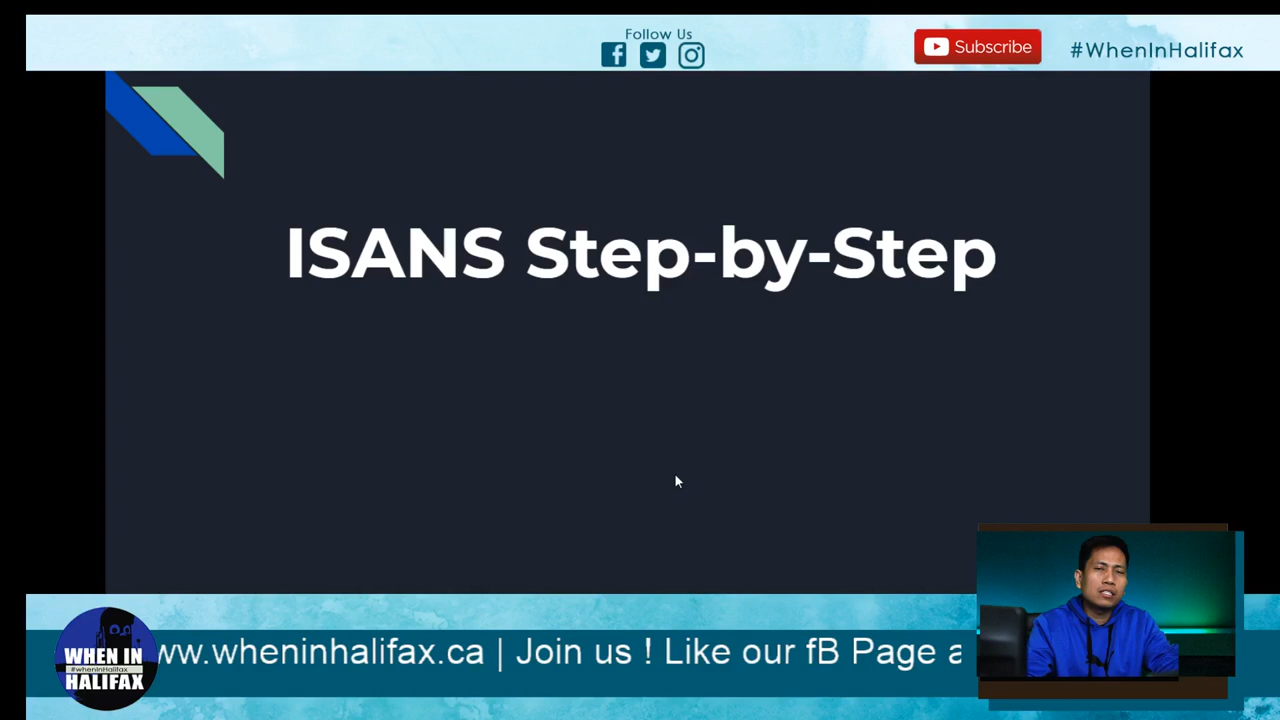 Follow Us
Subscribe
#WhenInHalifax
ISANS Step-by-Step
WHEN IN
#whenInHalifax
HALIFAX
ww.wheninhalifax.ca | Join us ! Like our fB Page a